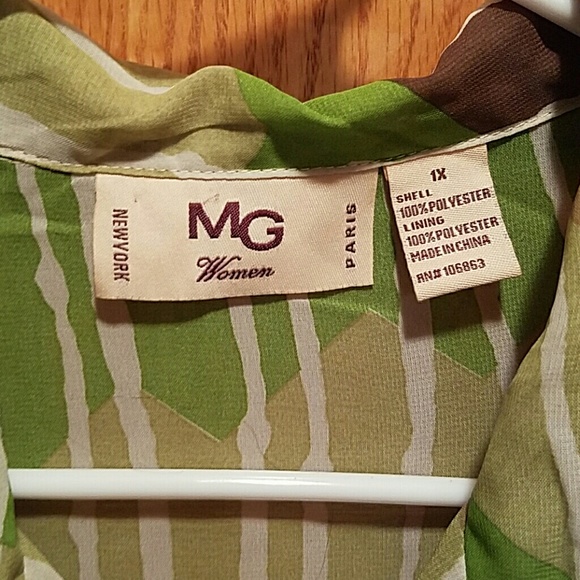 NEWYORK
MG
Women
PARIS
1X
SHELL
100%POLYESTER
LINING
100%POLYESTER
MADE IN CHINA
RN# 106863